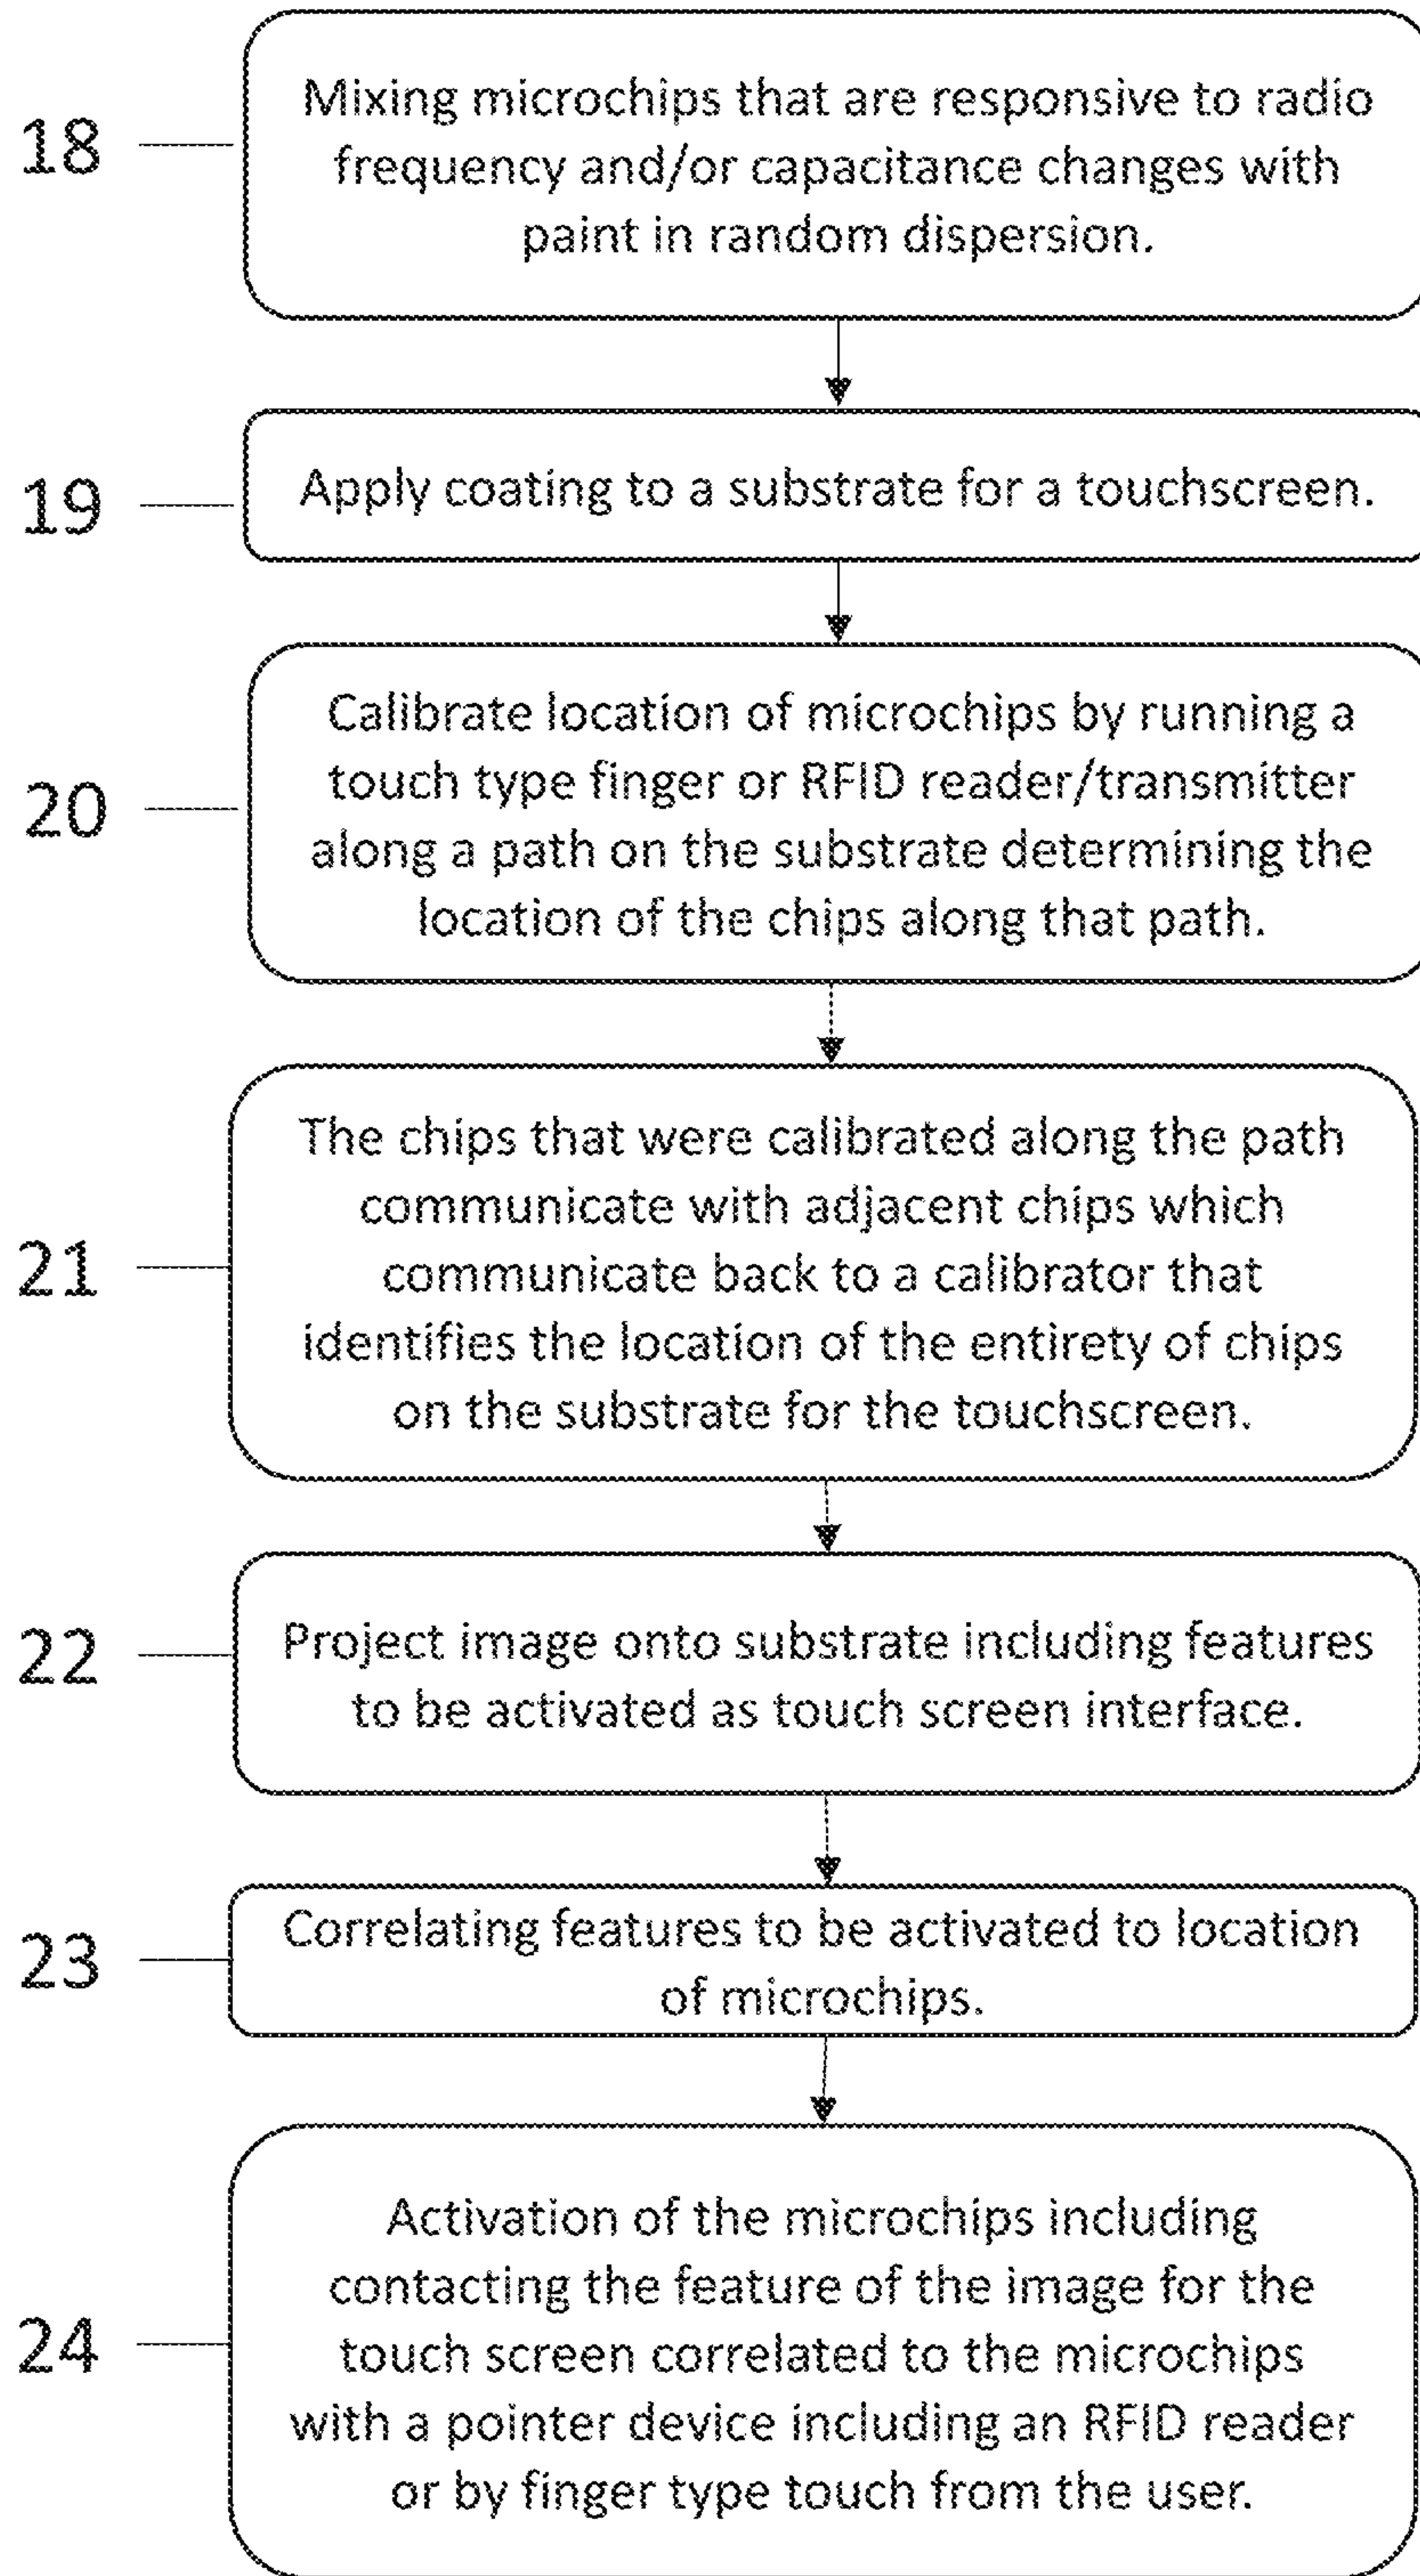 18
Mixing microchips that are responsive to radio
frequency and/or capacitance changes with
paint in random dispersion.
19
Apply coating to a substrate for a touchscreen.
20
Calibrate location of microchips by running a
touch type finger or RFID reader/transmitter
along a path on the substrate determining the
location of the chips along that path.
21
The chips that were calibrated along the path
communicate with adjacent chips which
communicate back to a calibrator that
identifies the location of the entirety of chips
on the substrate for the touchscreen.
22
Project image onto substrate including features
to be activated as touch screen interface.
23
Correlating features to be activated to location
of microchips.
24
Activation of the microchips including
contacting the feature of the image for the
touch screen correlated to the microchips
with a pointer device including an RFID reader
or by finger type touch from the user.